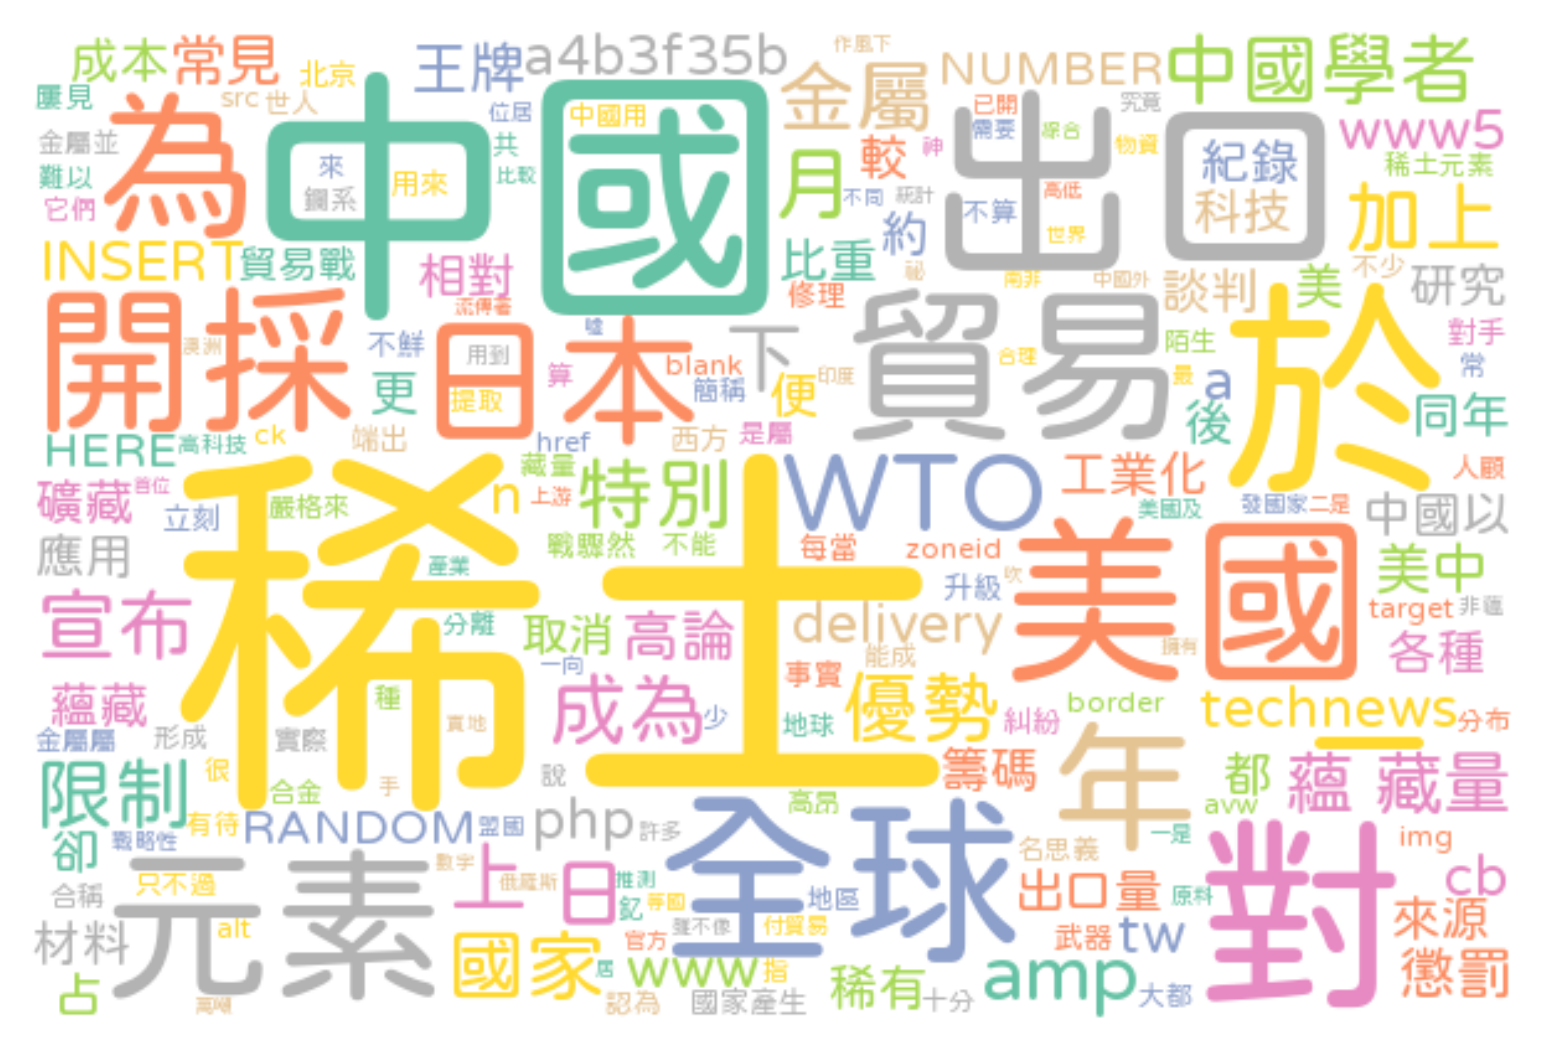 成本
常見
北京
王牌
a4b3f35b
作風下
金屬
NUMBER
中國學者
屢見
src
世人
位居
中國用
已開
究竟
www5
金屬並
為
中國
共
月
較
神
出口
需要
綜合
物資
紀錄
稀土元素
難以
來
用來
比較
不同
統計
高低
它們
鑭系
約
不算
科技
加上
INSERT
貿易戰
相對
比重
世界
美
不少
研究
流傳著
修理
南非
中國外
談判
開採
澳洲
不鮮
日本
用到
下
貿易
合理
陌生
於
對手
算
blank
印度
最
a
常
更
提取
簡稱
便
後
同年
HERE
高科技
ck
端出
href
西方
是屬
礦藏
首位
稀土
藏量
特別
WTO
工業化
人顧
立刻
嚴格來
n
上游
美國及
發國家
二是
中國以
應用
戰驟然
不能
每當
zoneid
美國
美中
產業
升級
吹
target
宣布
分離
取消
高論
delivery
各種
一向
能成
擁有
蘊藏
種
成為
少
事實
優勢
border
technews
分布
金屬屬
形成
實際
地球
糾紛
一
限制
很
合金
手
說
籌碼
年
都
蘊
藏量
高昂
avw
有待
RANDOM
盟國
php
許多
一是
卻
戰略性
全球
名思義
對
img
元素
數字
上
俄羅斯
日
推測
cb
合稱
只不過
釔
等國
地區
出口量
原料
來源
材料
alt
國家
官方
付貿易
武器
tw
懲罰
占
居
www
指
稀有
amp
認為
國家產生
十分
大都